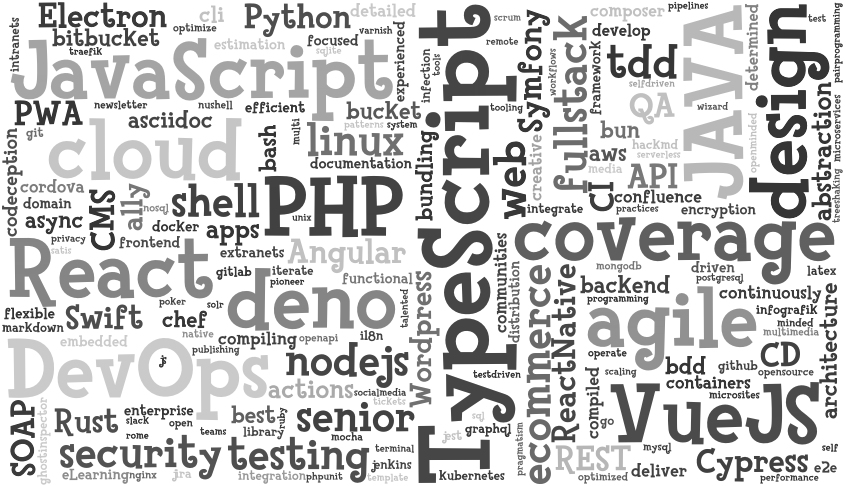 Electron
cli
Python
detailed
bitbucket
optimize
varnish
intranets
traefik
estimation
focused
sqlite
experienced
JavaScript
PWA
newsletter
nushell
efficient
bucket
asciidoc
multi
patterns
system
git
cloud
bash
linux
documentation
codeception
cordova
domain
async
CMS
ally
nosql
shell
PHP
unix
docker
apps
privacy
satis
frontend
extranets
Angular
React
gitlab
iterate
pioneer
functional
poker
solr
deno
talented
flexible
markdown
Swift
chef
native
compiling
openapi
i18n
publishing
embedded
DevOps
js
nodejs
actions
socialmedia
tickets
SOAP
ghostinspector
Rust
enterprise
slack
open
rome
teams
best
library
ruby
senior
mocha
security
testing
terminal
jenkins
template
eLearning
nginx
jira
integration
phpunit
infection
tools
scrum
remote
tooling
TypeScript
bundling
web
Symfony
creative
workflows
fullstack
framework
composer
develop
pipelines
tdd
selfdriven
QA
wizard
JAVA
determined
test
design
pairprogramming
microservices
treeshaking
abstraction
openminded
bun
hackmd
serverless
aws
media
API
CI
confluence
practices
integrate
encryption
coverage
Wordpress
communities
distribution
ecommerce
ReactNative
mongodb
driven
postgresql
latex
backend
programming
continuously
agile
infografik
minded
multimedia
architecture
operate
testdriven
scaling
bdd
github
CD
opensource
containers
microsites
compiled
go
VueJS
sql
graphql
jest
pragmatism
Kubernetes
REST
optimized
mysql
deliver
Cypress
performance
self
e2e